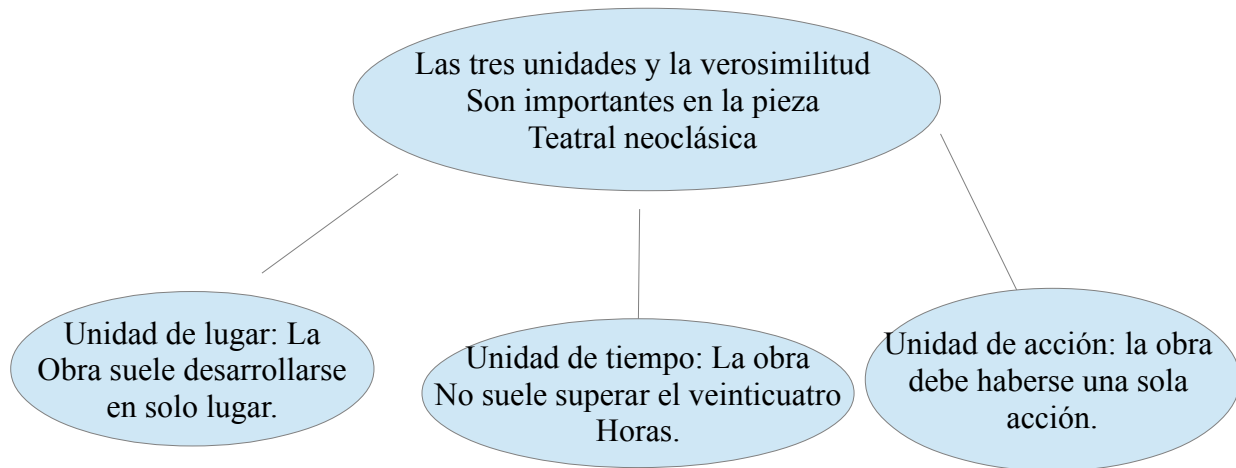 Las tres unidades y la verosimilitud
Son importantes en la pieza
Teatral neoclásica
Unidad de lugar: La
Obra suele desarrollarse
en solo lugar.
Unidad de tiempo: La obra
No suele superar el veinticuatro
Horas.
Unidad de acción: la obra
debe haberse una sola
acción.